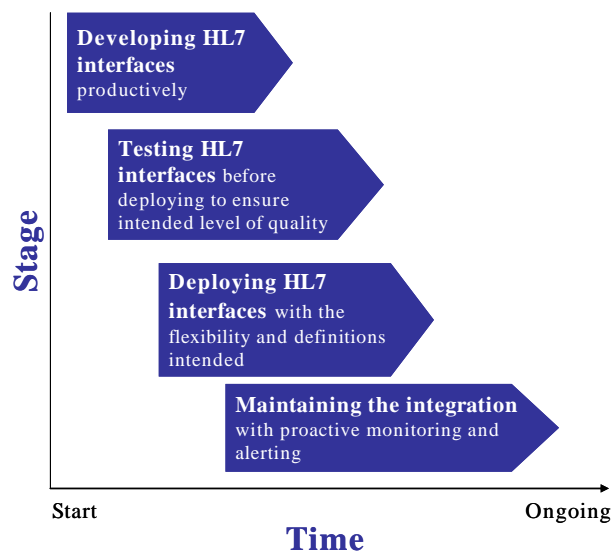 Developing HL7
interfaces
productively
Testing HL7
interfaces before
deploying to ensure
intended level of quality
Deploying HL7
interfaces with the
flexibility and definitions
intended
Maintaining the integration
with proactive monitoring and
alerting
Stage
Start
Ongoing
Time